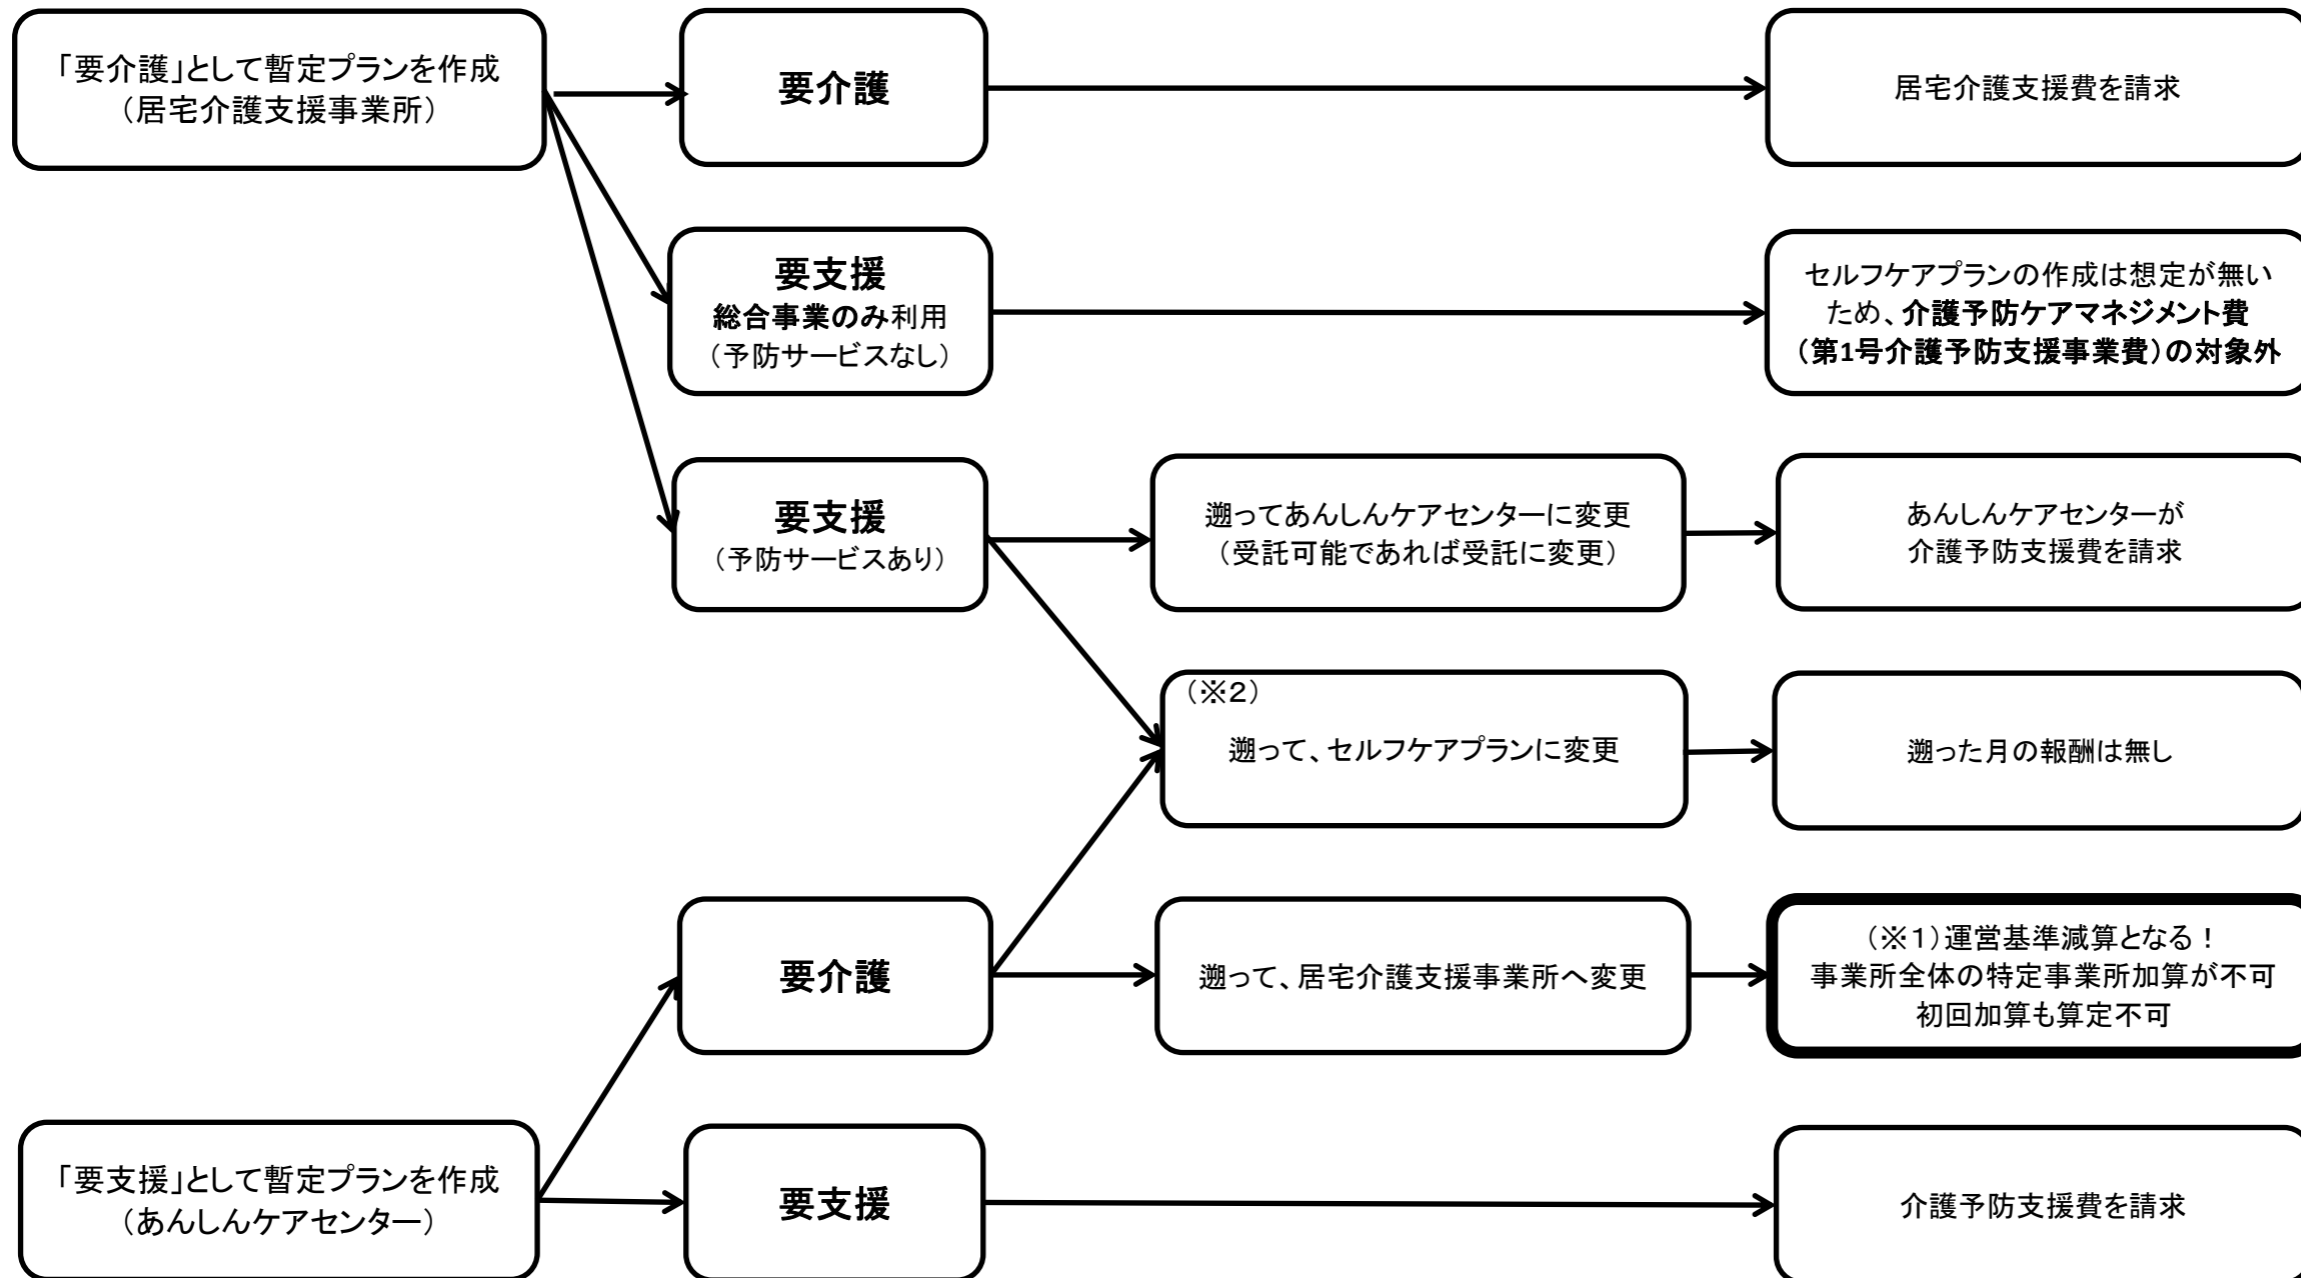 「要介護」として暫定プランを作成
（居宅介護支援事業所）
要介護
居宅介護支援費を請求
要支援
総合事業のみ利用
（予防サービスなし）
セルフケアプランの作成は想定が無い
ため、介護予防ケアマネジメント費
（第1号介護予防支援事業費）の対象外
要支援
（予防サービスあり）
遡ってあんしんケアセンターに変更
（受託可能であれば受託に変更）
あんしんケアセンターが
介護予防支援費を請求
（※2）
遡って、セルフケアプランに変更
遡った月の報酬は無し
要介護
遡って、居宅介護支援事業所へ変更
（※1）運営基準減算となる！
事業所全体の特定事業所加算が不可
初回加算も算定不可
「要支援」として暫定プランを作成
（あんしんケアセンター）
要支援
介護予防支援費を請求